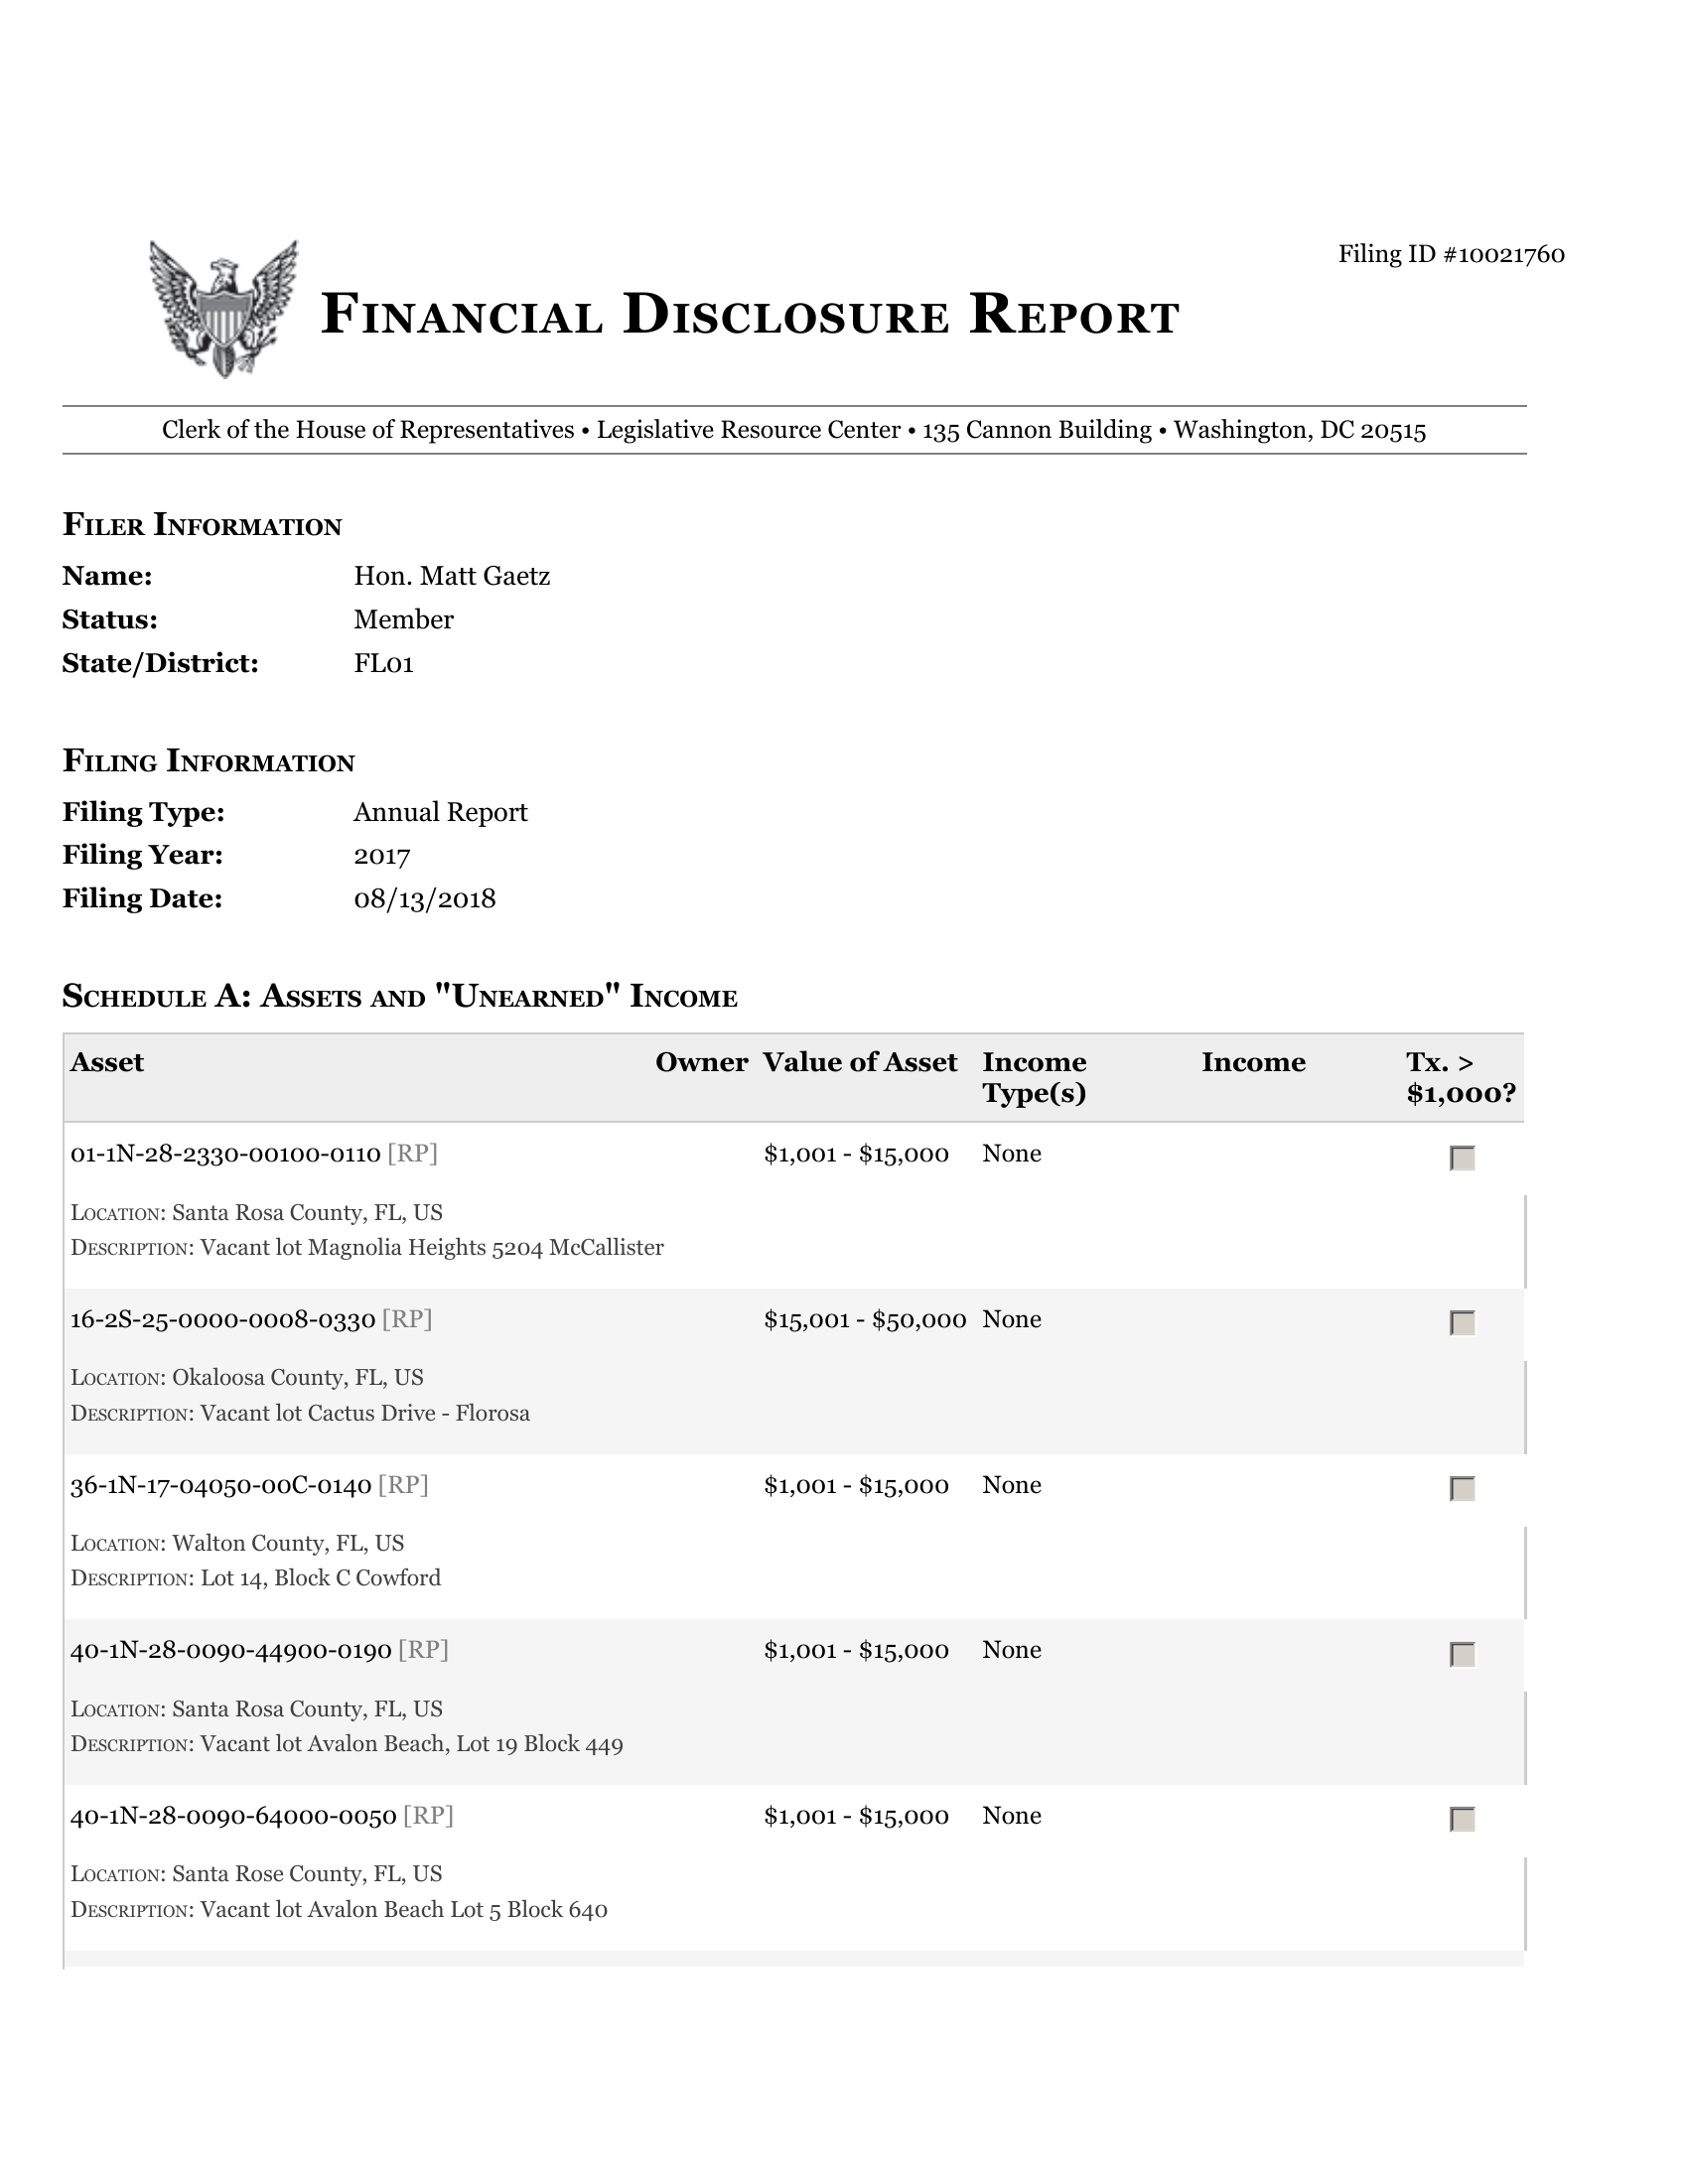 Filing ID #10021760
Financial Disclosure Report
Clerk of the House of Representatives • Legislative Resource Center • 135 Cannon Building • Washington, DC 20515
Filer Information
Name: Hon. Matt Gaetz
Status: Member
State/District: FL01
Filing Information
Filing Type: Annual Report
Filing Year: 2017
Filing Date: 08/13/2018
Schedule A: Assets and "Unearned" Income
Asset Owner Value of Asset Income Type(s) Income Tx. > $1,000?
01-1N-28-2330-00100-0110 [RP] $1,001 - $15,000 None
Location: Santa Rosa County, FL, US
Description: Vacant lot Magnolia Heights 5204 McCallister
16-2S-25-0000-0008-0330 [RP] $15,001 - $50,000 None
Location: Okaloosa County, FL, US
Description: Vacant lot Cactus Drive - Florosa
36-1N-17-04050-00C-0140 [RP] $1,001 - $15,000 None
Location: Walton County, FL, US
Description: Lot 14, Block C Cowford
40-1N-28-0090-44900-0190 [RP] $1,001 - $15,000 None
Location: Santa Rosa County, FL, US
Description: Vacant lot Avalon Beach, Lot 19 Block 449
40-1N-28-0090-64000-0050 [RP] $1,001 - $15,000 None
Location: Santa Rose County, FL, US
Description: Vacant lot Avalon Beach Lot 5 Block 640